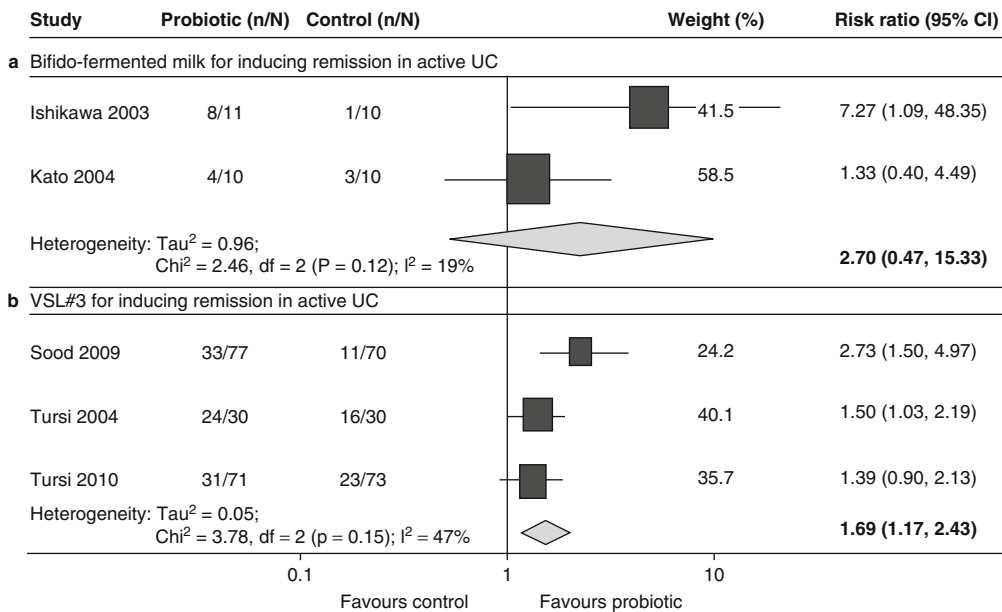 Study Probiotic (n/N) Control (n/N) Weight (%) Risk ratio (95% CI)
a Bifido-fermented milk for inducing remission in active UC
Ishikawa 2003 8/11 1/10 41.5 7.27 (1.09, 48.35)
Kato 2004 4/10 3/10 58.5 1.33 (0.40, 4.49)
Heterogeneity: Tau² = 0.96;
Chi² = 2.46, df = 2 (P = 0.12); I² = 19% 2.70 (0.47, 15.33)
b VSL#3 for inducing remission in active UC
Sood 2009 33/77 11/70 24.2 2.73 (1.50, 4.97)
Tursi 2004 24/30 16/30 40.1 1.50 (1.03, 2.19)
Tursi 2010 31/71 23/73 35.7 1.39 (0.90, 2.13)
Heterogeneity: Tau² = 0.05;
Chi² = 3.78, df = 2 (p = 0.15); I² = 47% 1.69 (1.17, 2.43)
0.1 1 10
Favours control Favours probiotic